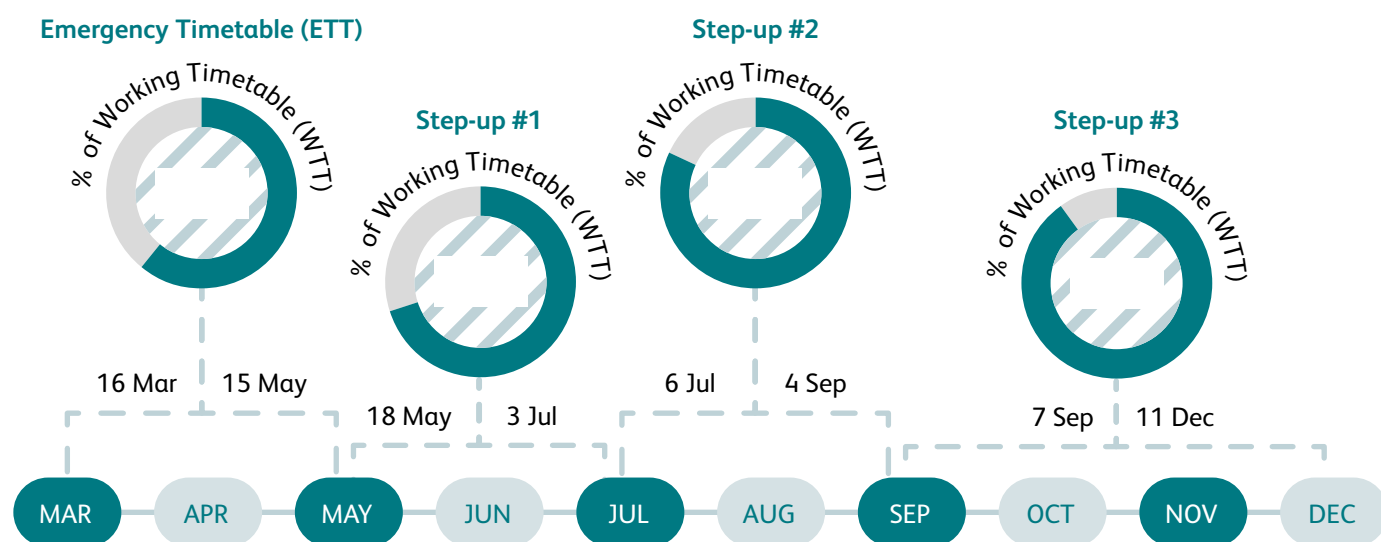 Emergency Timetable (ETT)
% of Working Timetable (WTT)
16 Mar
15 May
Step-up #1
% of Working Timetable (WTT)
18 May
3 Jul
Step-up #2
% of Working Timetable (WTT)
6 Jul
4 Sep
Step-up #3
% of Working Timetable (WTT)
7 Sep
11 Dec
MAR
APR
MAY
JUN
JUL
AUG
SEP
OCT
NOV
DEC